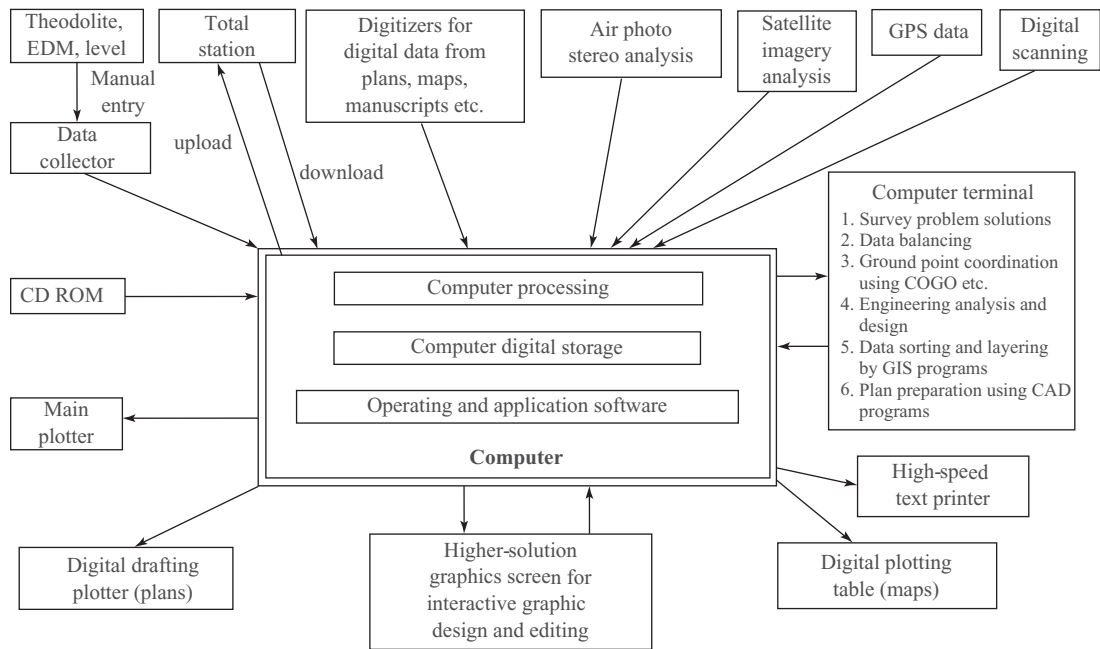 Theodolite,
EDM, level
Total
station
Digitizers for
digital data from
plans, maps,
manuscripts etc.
Air photo
stereo analysis
Satellite
imagery
analysis
GPS data
Digital
scanning
Manual
entry
Data
collector
upload
download
Computer terminal
1. Survey problem solutions
2. Data balancing
3. Ground point coordination
using COGO etc.
4. Engineering analysis and
design
5. Data sorting and layering
by GIS programs
6. Plan preparation using CAD
programs
CD ROM
Computer processing
Computer digital storage
Operating and application software
Computer
Main
plotter
High-speed
text printer
Digital drafting
plotter (plans)
Higher-solution
graphics screen for
interactive graphic
design and editing
Digital plotting
table (maps)